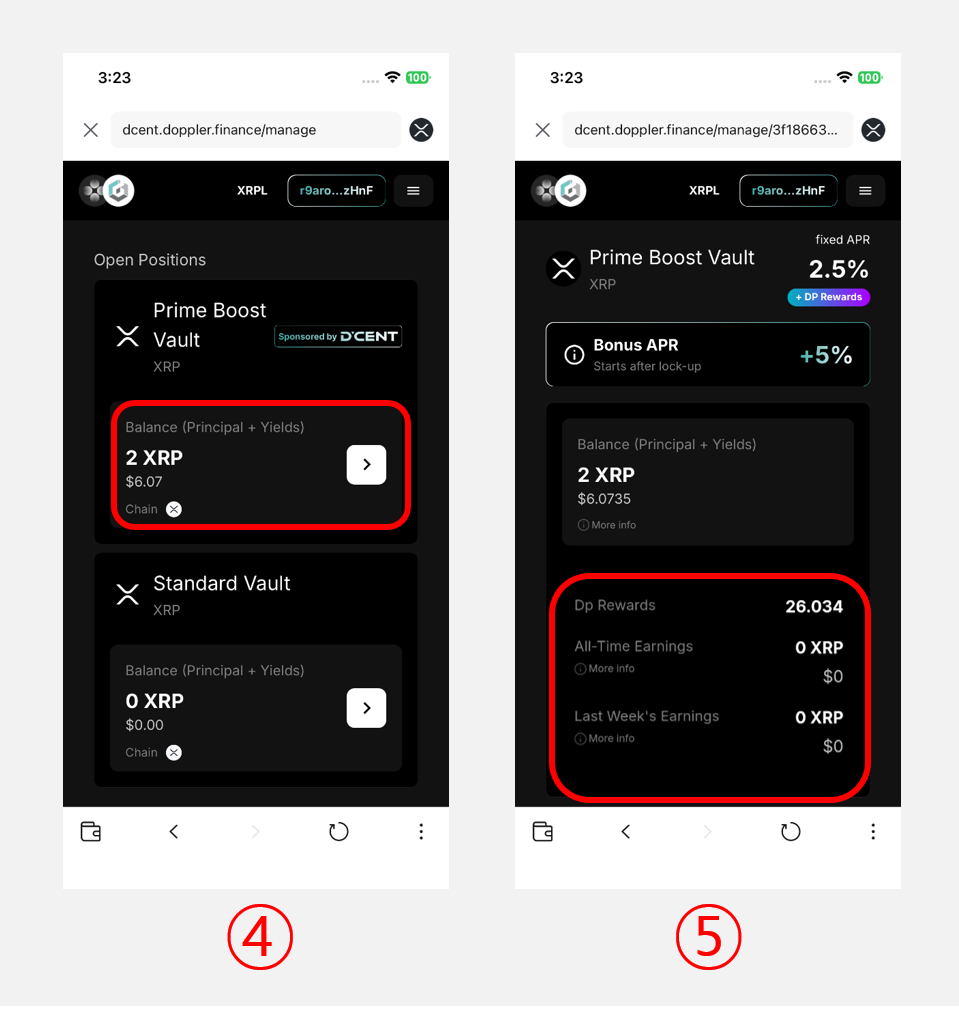 3:23
100
dcent.doppler.finance/manage
XRPL
r9aro...zHnF
Open Positions
Prime Boost
Vault
Sponsored by D'CENT
XRP
Balance (Principal + Yields)
2 XRP
$6.07
Chain
Standard Vault
XRP
Balance (Principal + Yields)
0 XRP
$0.00
Chain
④
3:23
100
dcent.doppler.finance/manage/3f18663...
XRPL
r9aro...zHnF
fixed APR
Prime Boost Vault
2.5%
XRP
+ DP Rewards
Bonus APR
Starts after lock-up
+5%
Balance (Principal + Yields)
2 XRP
$6.0735
More info
Dp Rewards
26.034
All-Time Earnings
0 XRP
More info
$0
Last Week's Earnings
0 XRP
More info
$0
⑤